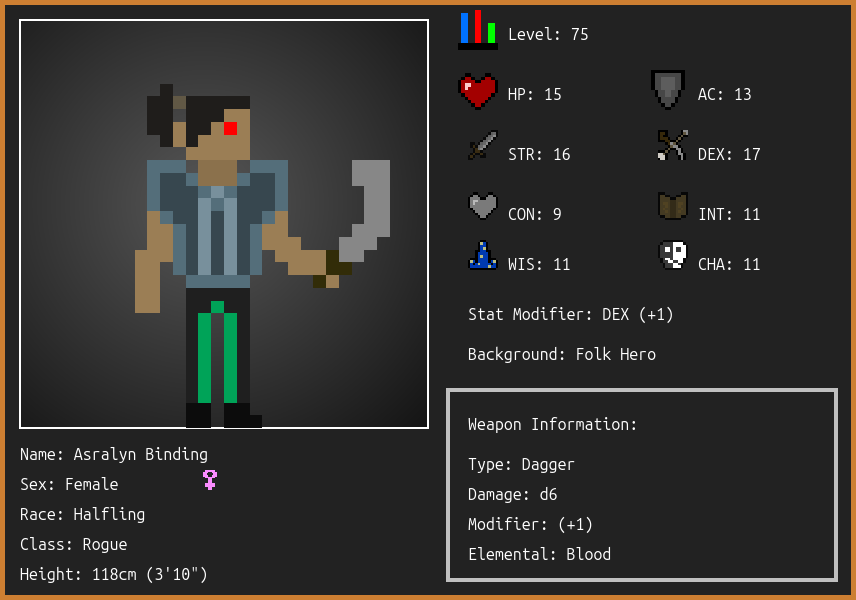 Level: 75
HP: 15
AC: 13
STR: 16
DEX: 17
CON: 9
INT: 11
WIS: 11
CHA: 11
Stat Modifier: DEX (+1)
Background: Folk Hero
Weapon Information:
Type: Dagger
Damage: d6
Modifier: (+1)
Elemental: Blood
Name: Asralyn Binding
Sex: Female
Race: Halfling
Class: Rogue
Height: 118cm (3'10")